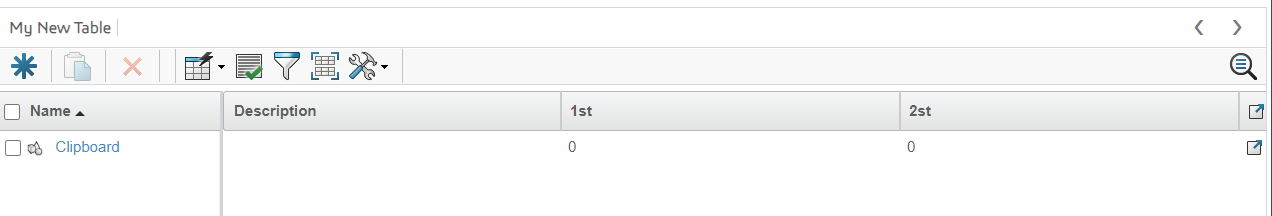 My New Table
Name Description 1st 2st
Clipboard 0 0